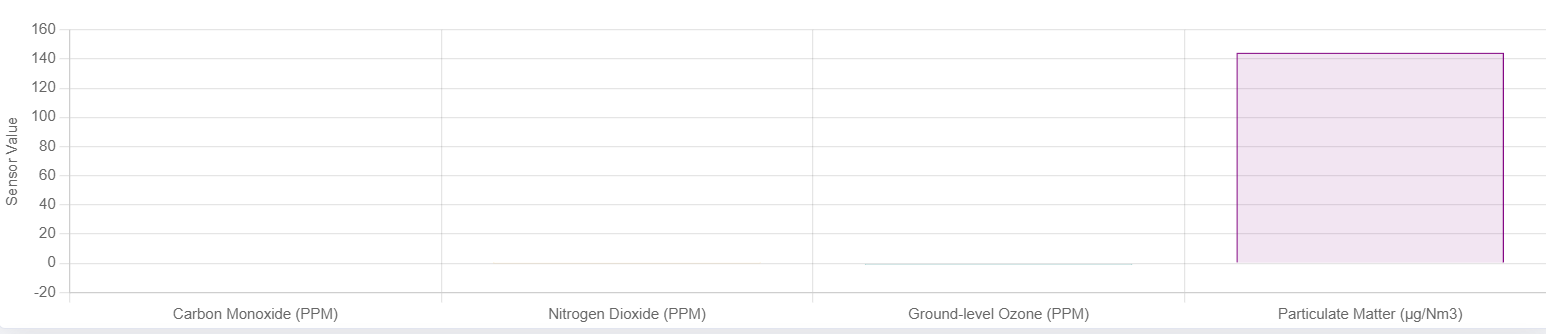 160
140
120
100
80
60
40
20
0
-20
Sensor Value
Carbon Monoxide (PPM)
Nitrogen Dioxide (PPM)
Ground-level Ozone (PPM)
Particulate Matter (µg/Nm3)